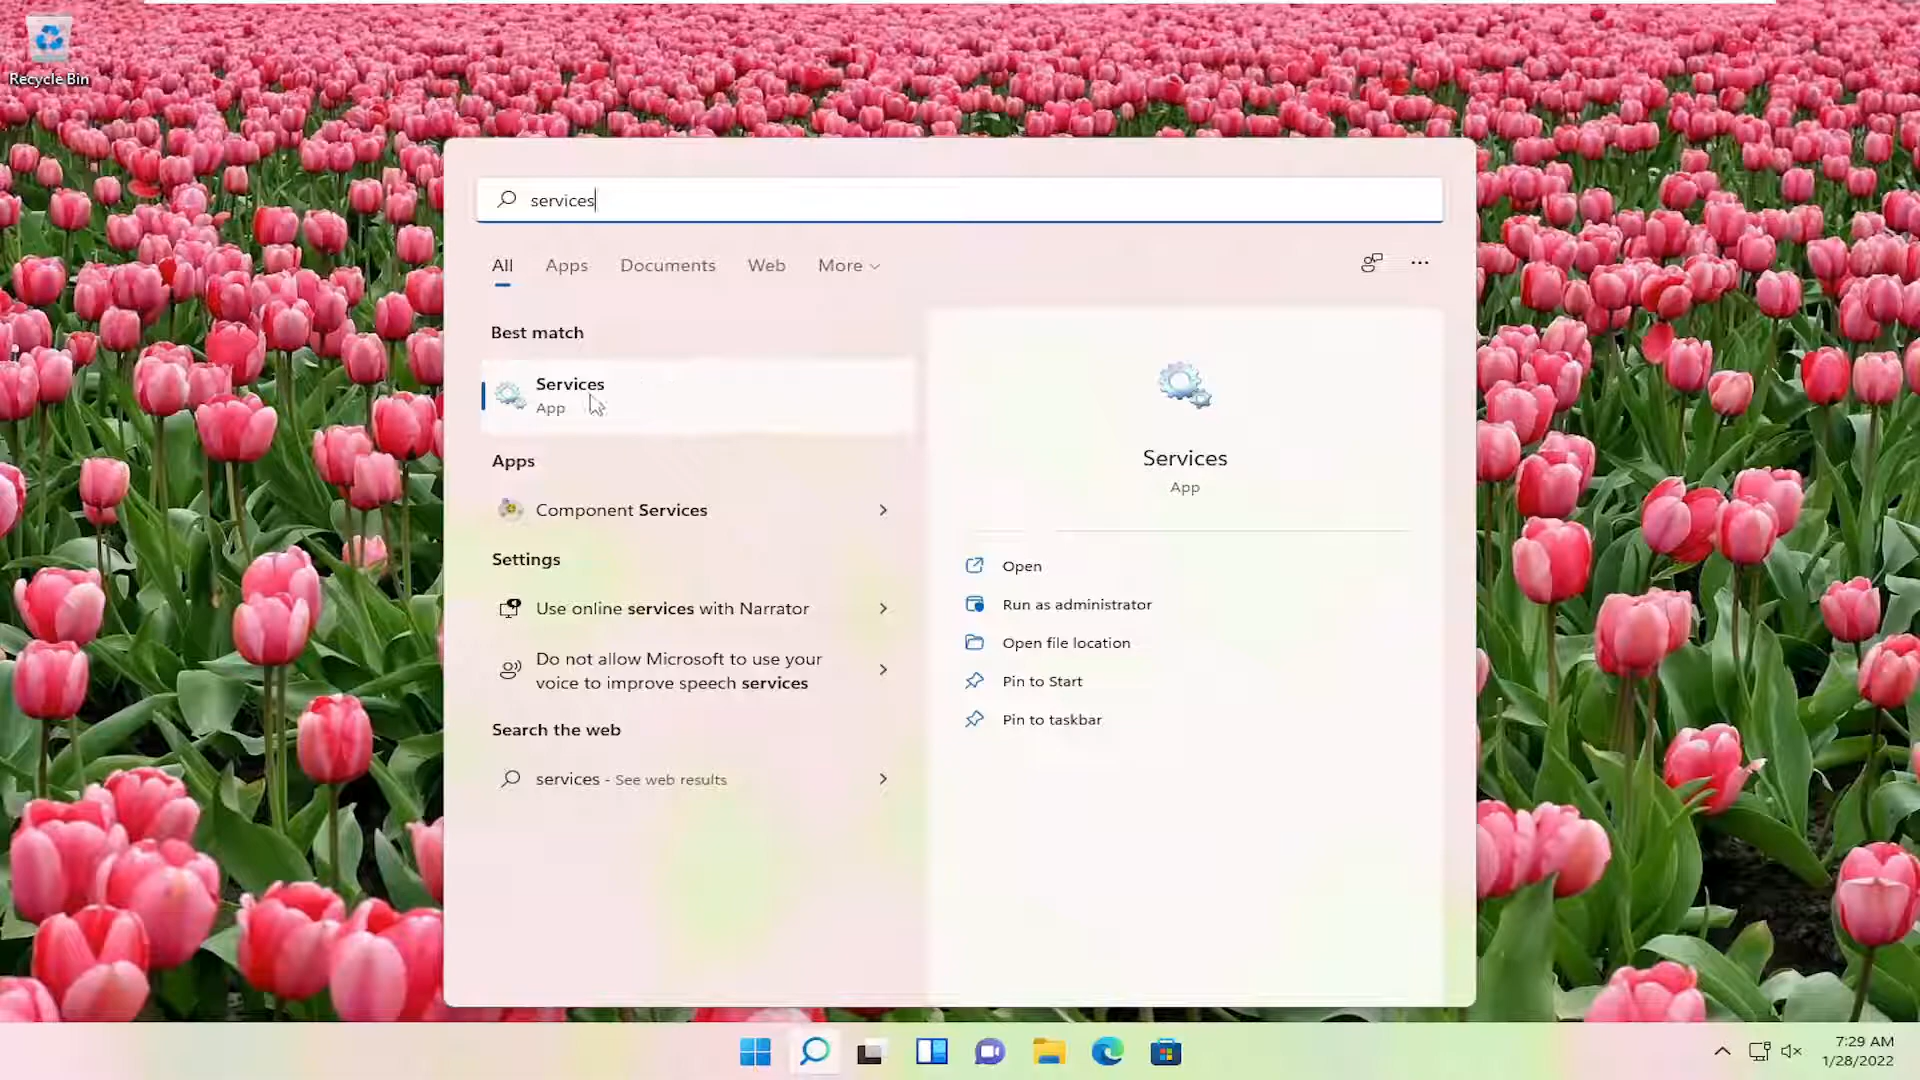 Recycle Bin
services
All Apps Documents Web More
Best match
Services
App
Apps
Component Services
Settings
Use online services with Narrator
Do not allow Microsoft to use your
voice to improve speech services
Search the web
services - See web results
Services
App
Open
Run as administrator
Open file location
Pin to Start
Pin to taskbar
7:29 AM
1/28/2022